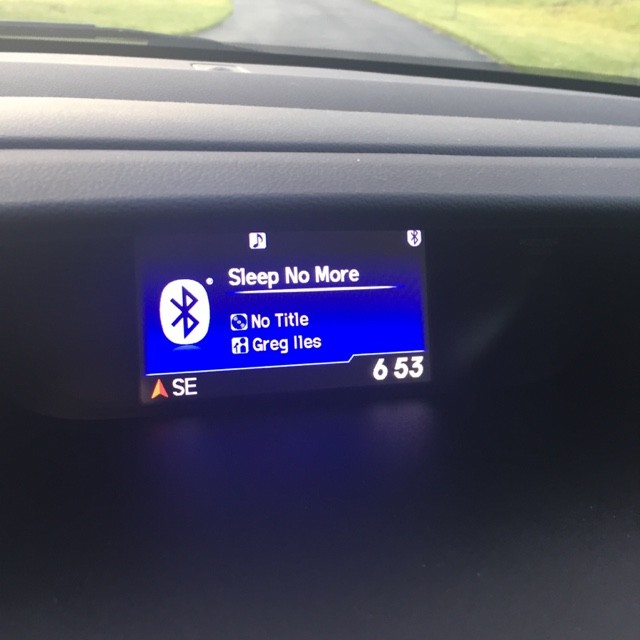 Sleep No More
No Title
Greg Iles
6 53
SE